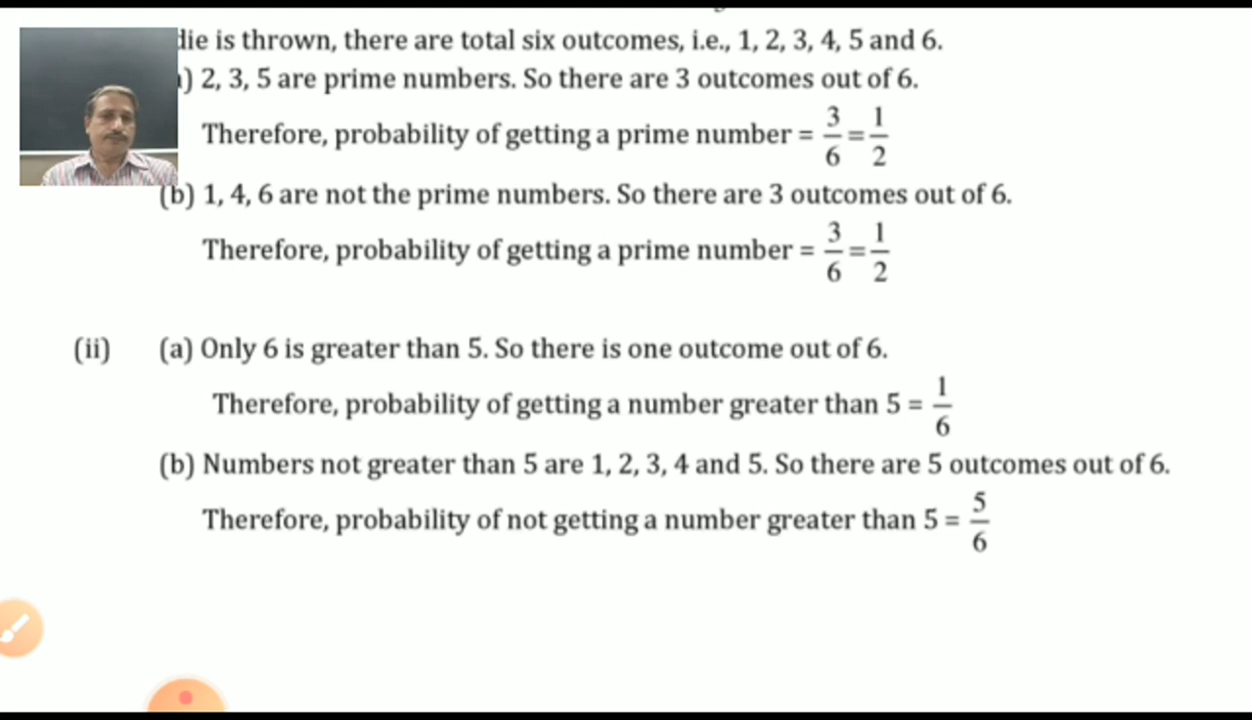 die is thrown, there are total six outcomes, i.e., 1, 2, 3, 4, 5 and 6.
) 2, 3, 5 are prime numbers. So there are 3 outcomes out of 6.
Therefore, probability of getting a prime number = 3/6 = 1/2
(b) 1, 4, 6 are not the prime numbers. So there are 3 outcomes out of 6.
Therefore, probability of getting a prime number = 3/6 = 1/2
(ii) (a) Only 6 is greater than 5. So there is one outcome out of 6.
Therefore, probability of getting a number greater than 5 = 1/6
(b) Numbers not greater than 5 are 1, 2, 3, 4 and 5. So there are 5 outcomes out of 6.
Therefore, probability of not getting a number greater than 5 = 5/6